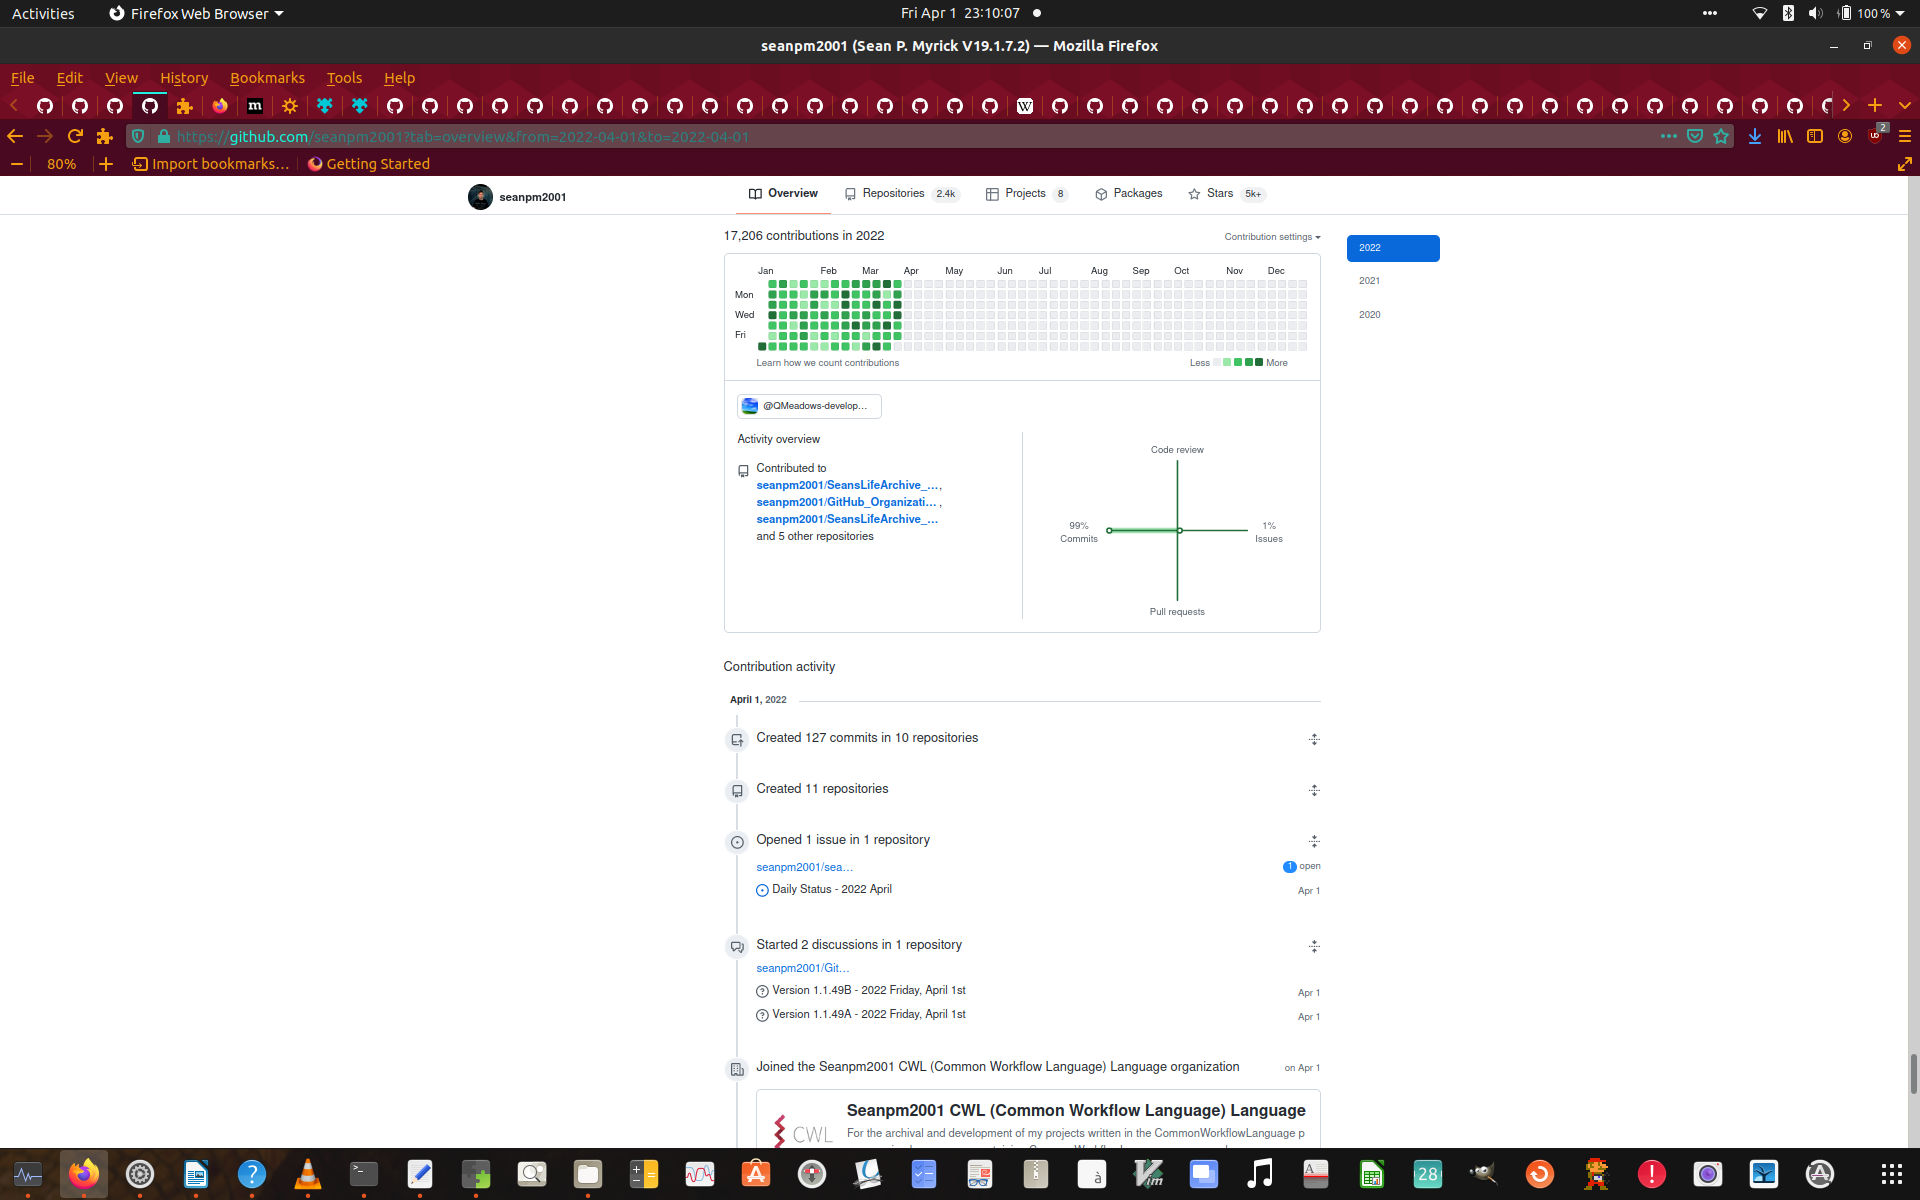 Activities
Firefox Web Browser
Fri Apr 1 23:10:07
100 %
seanpm2001 (Sean P. Myrick V19.1.7.2) — Mozilla Firefox
File Edit View History Bookmarks Tools Help
https://github.com/seanpm2001?tab=overview&from=2022-04-01&to=2022-04-01
2
80%
Import bookmarks…
Getting Started
seanpm2001
Overview
Repositories 2.4k
Projects 8
Packages
Stars 5k+
17,206 contributions in 2022
Contribution settings
2022
2021
2020
Jan Feb Mar Apr May Jun Jul Aug Sep Oct Nov Dec
Mon
Wed
Fri
Learn how we count contributions
Less More
@QMeadows-develop…
Activity overview
Contributed to
seanpm2001/SeansLifeArchive_… ,
seanpm2001/GitHub_Organizati… ,
seanpm2001/SeansLifeArchive_…
and 5 other repositories
Code review
99%
Commits
1%
Issues
Pull requests
Contribution activity
April 1, 2022
Created 127 commits in 10 repositories
Created 11 repositories
Opened 1 issue in 1 repository
seanpm2001/sea…
1 open
Daily Status - 2022 April
Apr 1
Started 2 discussions in 1 repository
seanpm2001/Git…
Version 1.1.49B - 2022 Friday, April 1st
Apr 1
Version 1.1.49A - 2022 Friday, April 1st
Apr 1
Joined the Seanpm2001 CWL (Common Workflow Language) Language organization
on Apr 1
Seanpm2001 CWL (Common Workflow Language) Language
CWL
For the archival and development of my projects written in the CommonWorkflowLanguage p
28